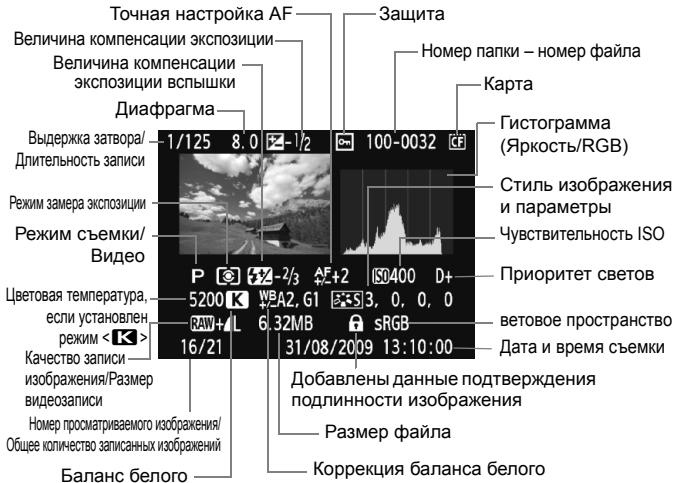 Точная настройка AF
Защита
Величина компенсации экспозиции
Номер папки – номер файла
Величина компенсации
экспозиции вспышки
Карта
Диафрагма
Гистограмма
(Яркость/RGB)
Выдержка затвора/
Длительность записи
1/125 8.0 -1/2 100-0032 CF
Стиль изображения
и параметры
Режим замера экспозиции
Чувствительность ISO
Режим съемки/
Видео
P -2/3 AF+2 ISO400 D+
Приоритет светов
Цветовая температура,
если установлен
режим <K>
5200 K WB A2, G1 S 3, 0, 0, 0
RAW+L 6.32MB sRGB
ветовое пространство
16/21 31/08/2009 13:10:00
Дата и время съемки
Качество записи
изображения/Размер
видеозаписи
Добавлены данные подтверждения
подлинности изображения
Номер просматриваемого изображения/
Общее количество записанных изображений
Размер файла
Баланс белого
Коррекция баланса белого